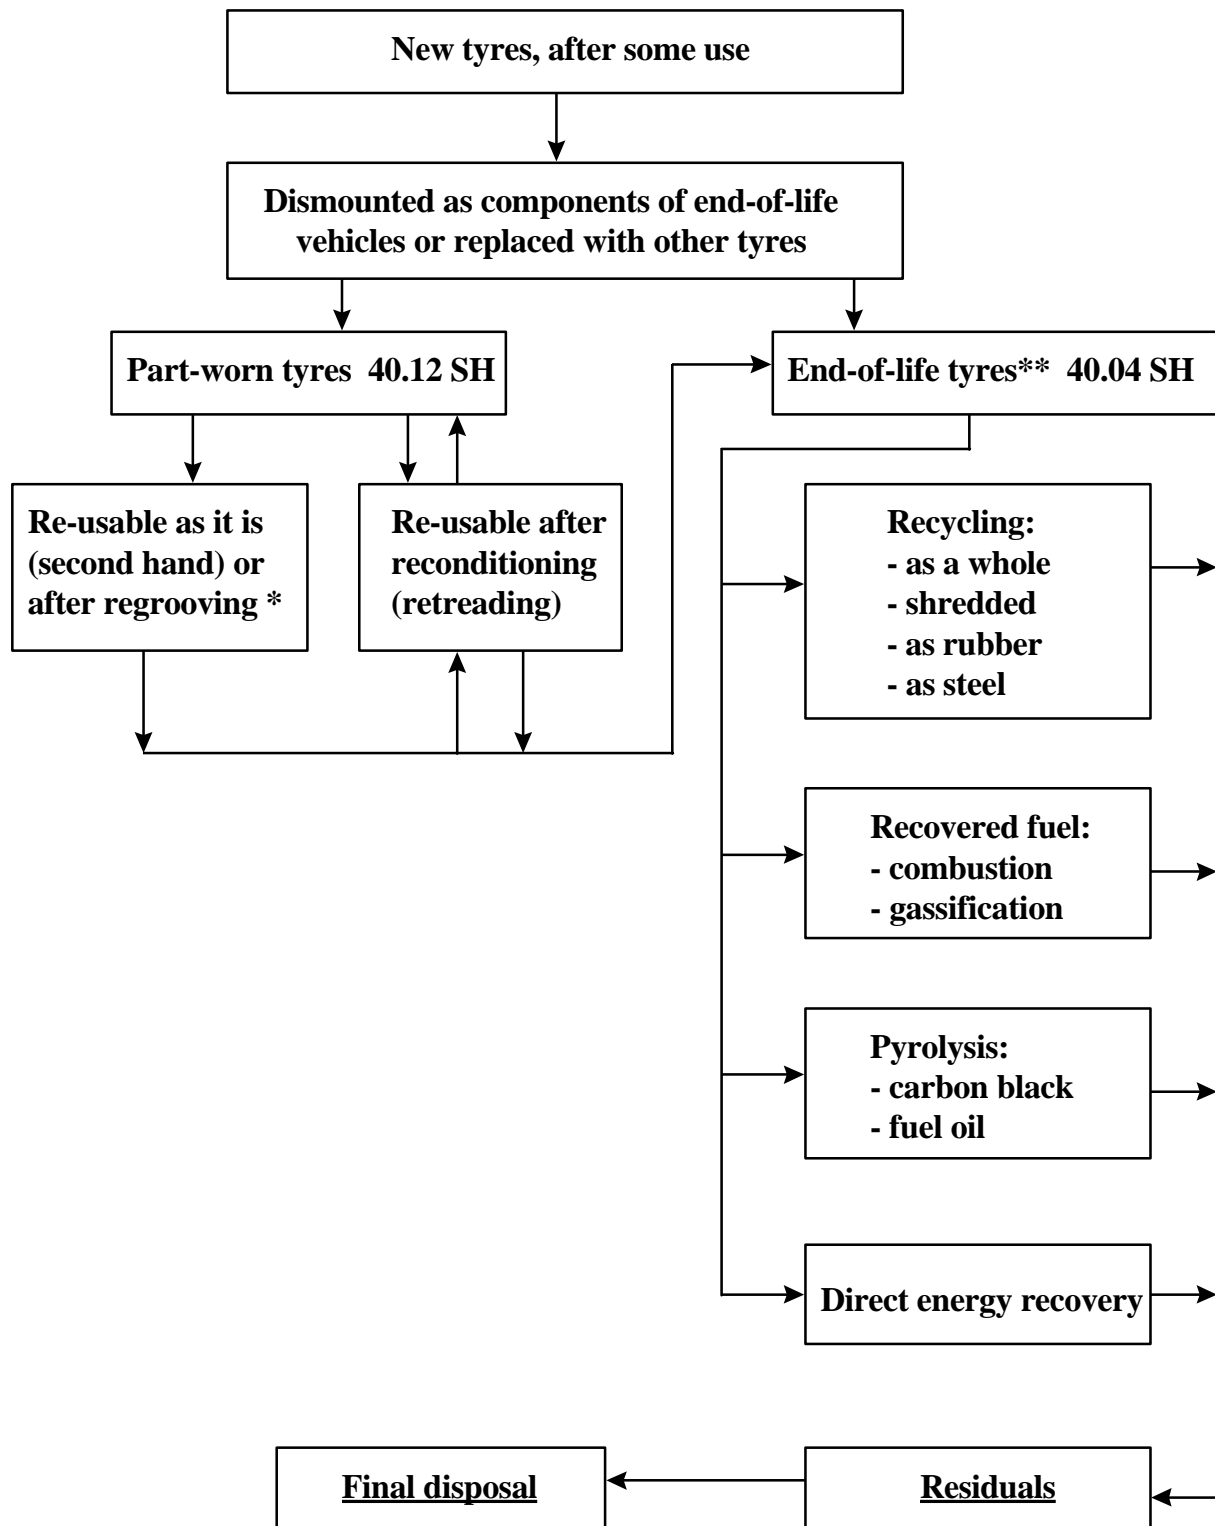 New tyres, after some use
Dismounted as components of end-of-life
vehicles or replaced with other tyres
Part-worn tyres 40.12 SH
End-of-life tyres** 40.04 SH
Re-usable as it is
(second hand) or
after regrooving *
Re-usable after
reconditioning
(retreading)
Recycling:
- as a whole
- shredded
- as rubber
- as steel
Recovered fuel:
- combustion
- gassification
Pyrolysis:
- carbon black
- fuel oil
Direct energy recovery
Final disposal
Residuals